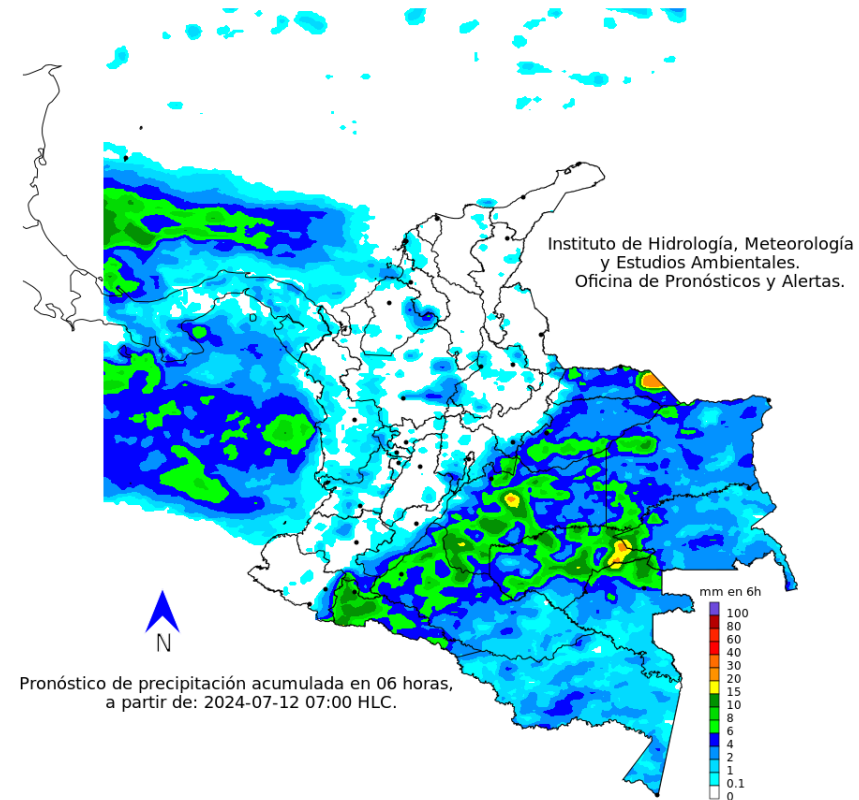 Instituto de Hidrología, Meteorología
y Estudios Ambientales.
Oficina de Pronósticos y Alertas.
mm en 6h
100
80
60
40
30
20
15
10
8
6
4
2
1
0.1
0
N
Pronóstico de precipitación acumulada en 06 horas,
a partir de: 2024-07-12 07:00 HLC.